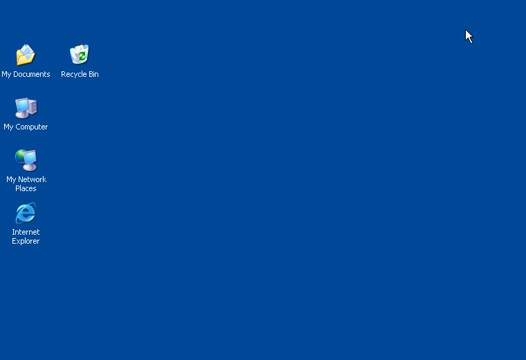 My Documents
Recycle Bin
My Computer
My Network
Places
Internet
Explorer